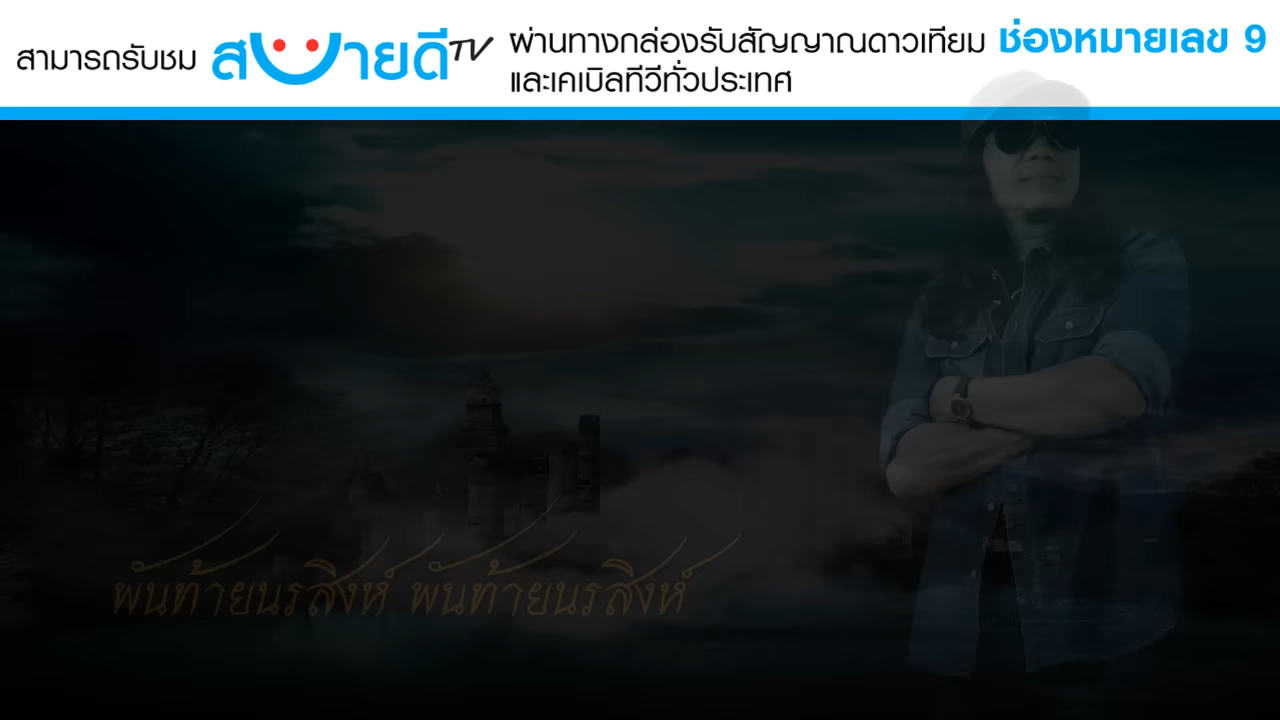 สามารถรับชม สบายดี TV ผ่านทางกล่องรับสัญญาณดาวเทียม ช่องหมายเลข 9
และเคเบิลทีวีทั่วประเทศ
พันท้ายนรสิงห์ พันท้ายนรสิงห์